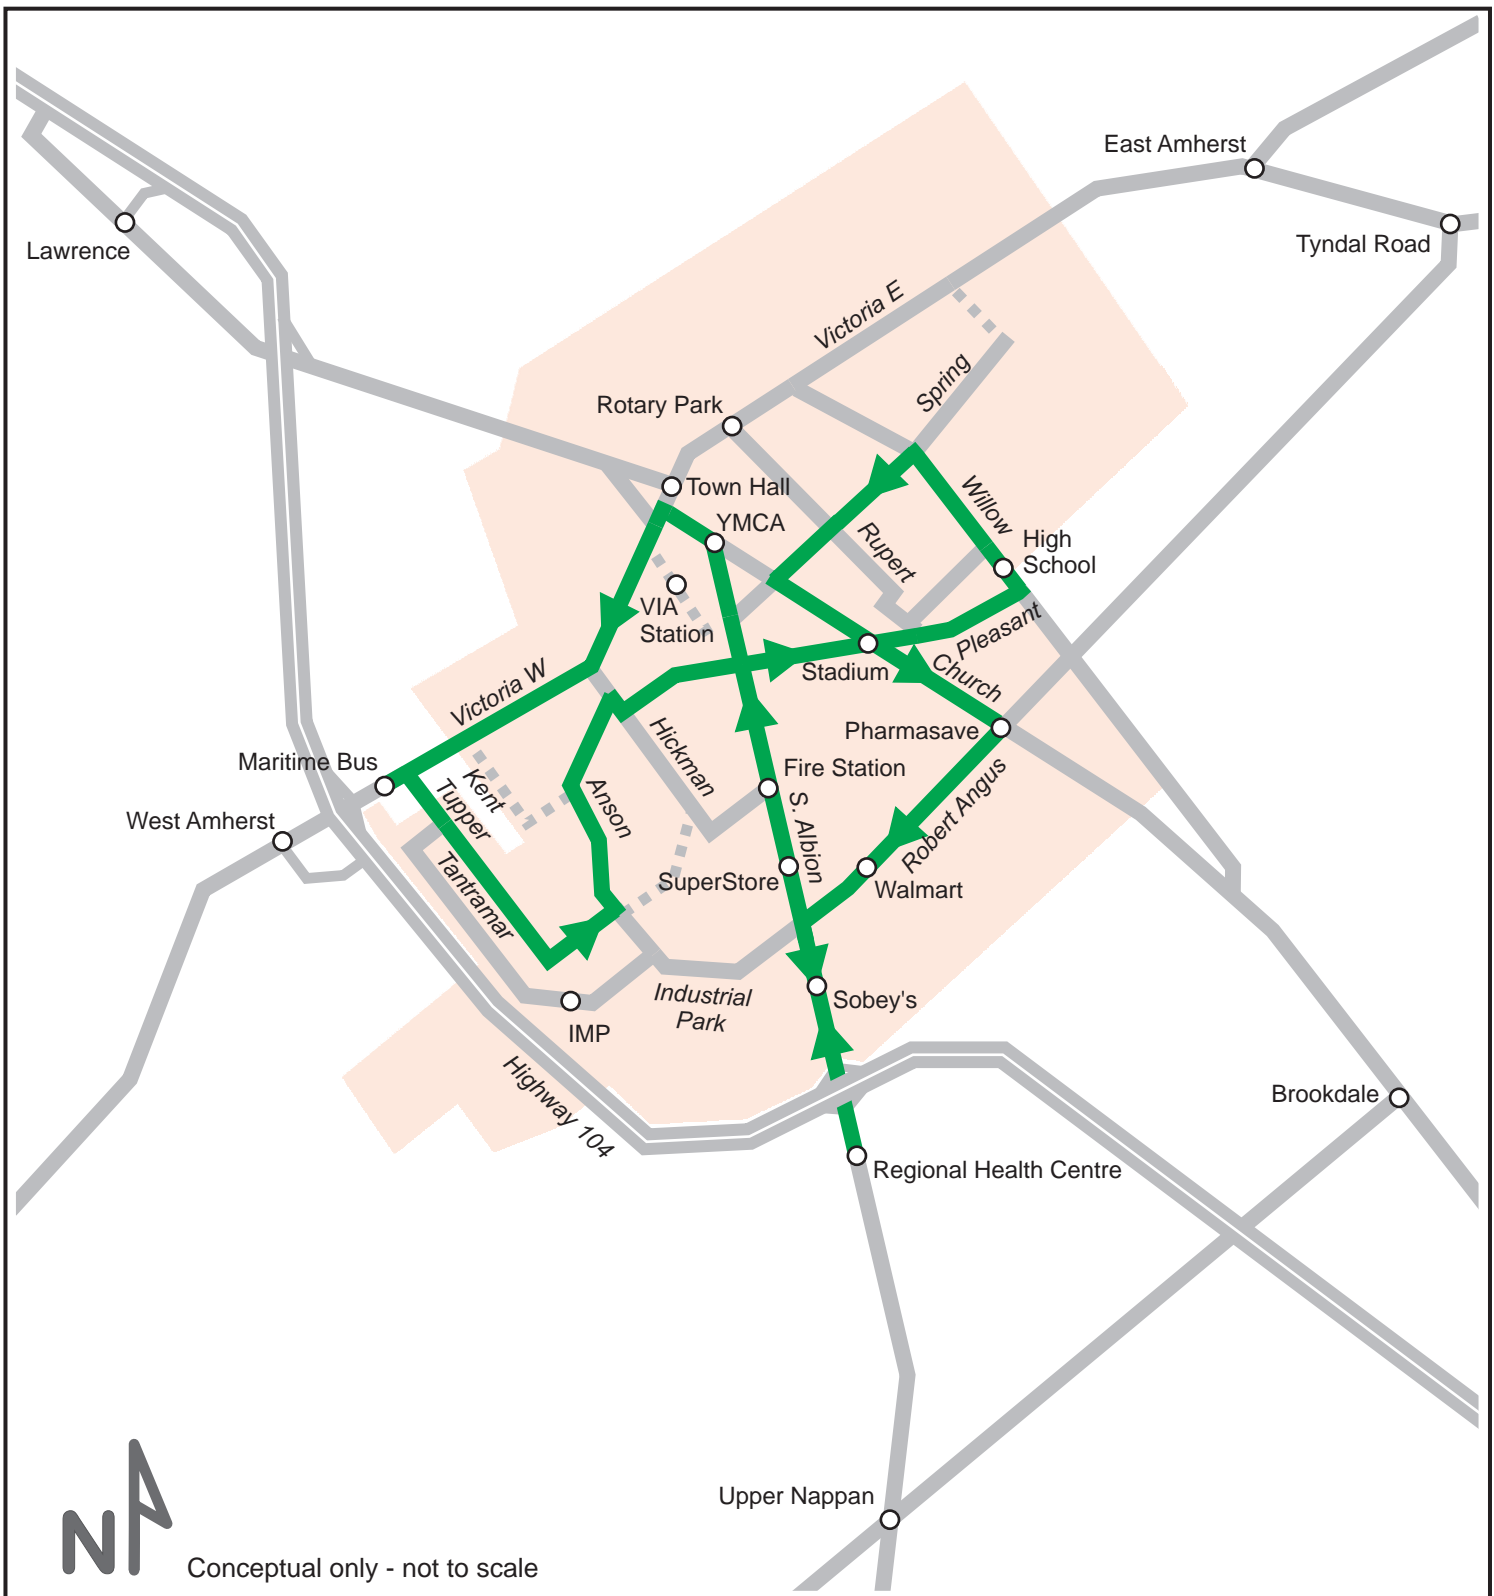 East Amherst
Tyndal Road
Lawrence
Victoria E
Spring
Rotary Park
Town Hall
YMCA
Willow
High
School
Rupert
VIA
Station
Pleasant
Stadium
Church
Victoria W
Hickman
Pharmasave
Maritime Bus
Kent
Tupper
Anson
Fire Station
S. Albion
Robert Angus
West Amherst
Tantramar
SuperStore
Walmart
Industrial
Park
Sobey's
IMP
Highway 104
Brookdale
Regional Health Centre
Upper Nappan
N
Conceptual only - not to scale